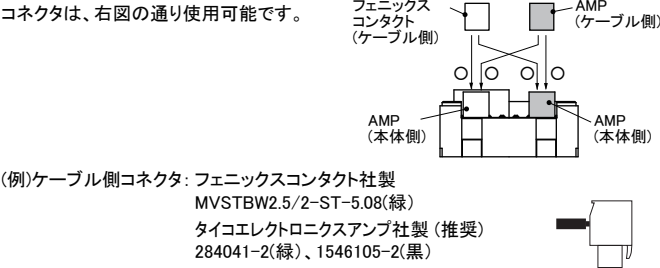 コネクタは、右図の通り使用可能です。
フェニックス
コンタクト
(ケーブル側)
AMP
(ケーブル側)
○ ○ ○ ○
AMP
(本体側)
AMP
(本体側)
(例)ケーブル側コネクタ: フェニックスコンタクト社製
MVSTBW2.5/2-ST-5.08(緑)
タイコエレクトロニクスアンプ社製 (推奨)
284041-2(緑)、1546105-2(黒)